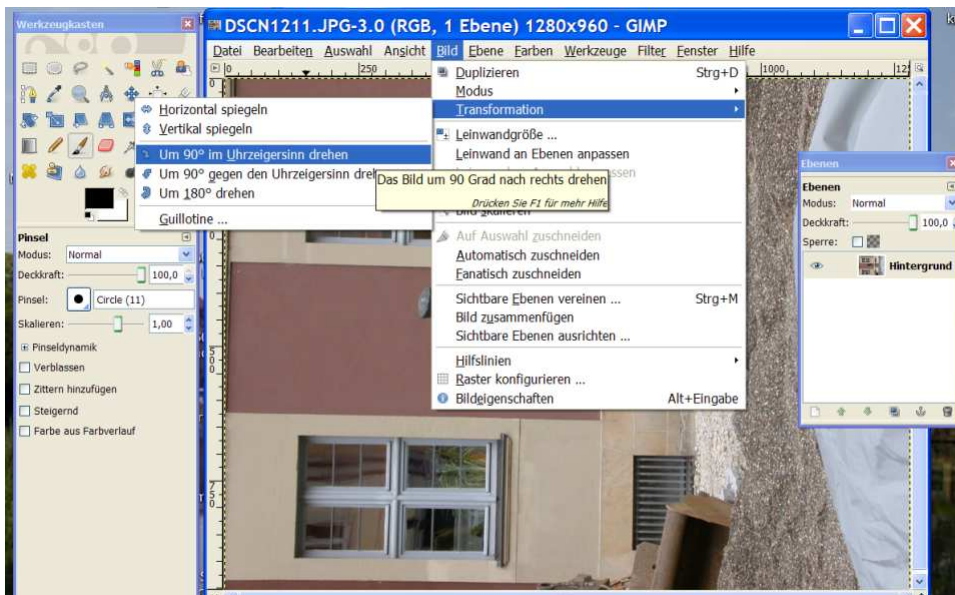 Werkzeugkasten
DSCN1211.JPG-3.0 (RGB, 1 Ebene) 1280x960 - GIMP
Datei Bearbeiten Auswahl Ansicht Bild Ebene Farben Werkzeuge Filter Fenster Hilfe
0 250 1000
Duplizieren Strg+D
Modus
Transformation
Leinwandgröße ...
Leinwand an Ebenen anpassen
Auf Auswahl zuschneiden
Automatisch zuschneiden
Fanatisch zuschneiden
Sichtbare Ebenen vereinen ... Strg+M
Bild zusammenfügen
Sichtbare Ebenen ausrichten ...
Hilfslinien
Raster konfigurieren ...
Bildeigenschaften Alt+Eingabe
Horizontal spiegeln
Vertikal spiegeln
Um 90° im Uhrzeigersinn drehen
Um 90° gegen den Uhrzeigersinn
Um 180° drehen
Guillotine ...
Das Bild um 90 Grad nach rechts drehen
Drücken Sie F1 für mehr Hilfe
Pinsel
Modus: Normal
Deckkraft: 100,0
Pinsel: Circle (11)
Skalieren: 1,00
Pinseldynamik
Verblassen
Zittern hinzufügen
Steigernd
Farbe aus Farbverlauf
500
750
Ebenen
Ebenen
Modus: Normal
Deckkraft: 100,0
Sperre:
Hintergrund